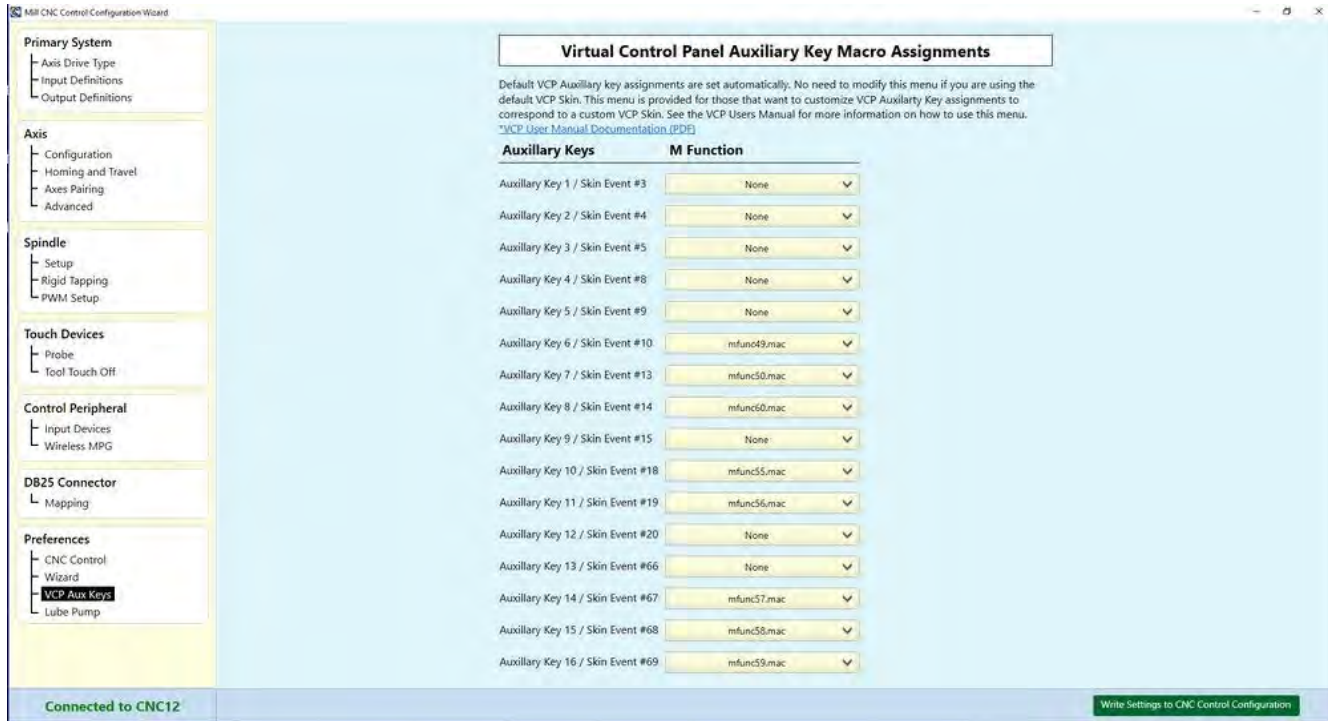 Mill CNC Control Configuration Wizard
Primary System
Axis Drive Type
Input Definitions
Output Definitions
Axis
Configuration
Homing and Travel
Axes Pairing
Advanced
Spindle
Setup
Rigid Tapping
PWM Setup
Touch Devices
Probe
Tool Touch Off
Control Peripheral
Input Devices
Wireless MPG
DB25 Connector
Mapping
Preferences
CNC Control
Wizard
VCP Aux Keys
Lube Pump
Connected to CNC12
Virtual Control Panel Auxiliary Key Macro Assignments
Default VCP Auxillary key assignments are set automatically. No need to modify this menu if you are using the
default VCP Skin. This menu is provided for those that want to customize VCP Auxilarty Key assignments to
correspond to a custom VCP Skin. See the VCP Users Manual for more information on how to use this menu.
*VCP User Manual Documentation (PDF)
Auxillary Keys M Function
Auxillary Key 1 / Skin Event #3 None
Auxillary Key 2 / Skin Event #4 None
Auxillary Key 3 / Skin Event #5 None
Auxillary Key 4 / Skin Event #8 None
Auxillary Key 5 / Skin Event #9 None
Auxillary Key 6 / Skin Event #10 mfunc49.mac
Auxillary Key 7 / Skin Event #13 mfunc50.mac
Auxillary Key 8 / Skin Event #14 mfunc60.mac
Auxillary Key 9 / Skin Event #15 None
Auxillary Key 10 / Skin Event #18 mfunc55.mac
Auxillary Key 11 / Skin Event #19 mfunc56.mac
Auxillary Key 12 / Skin Event #20 None
Auxillary Key 13 / Skin Event #66 None
Auxillary Key 14 / Skin Event #67 mfunc57.mac
Auxillary Key 15 / Skin Event #68 mfunc58.mac
Auxillary Key 16 / Skin Event #69 mfunc59.mac
Write Settings to CNC Control Configuration